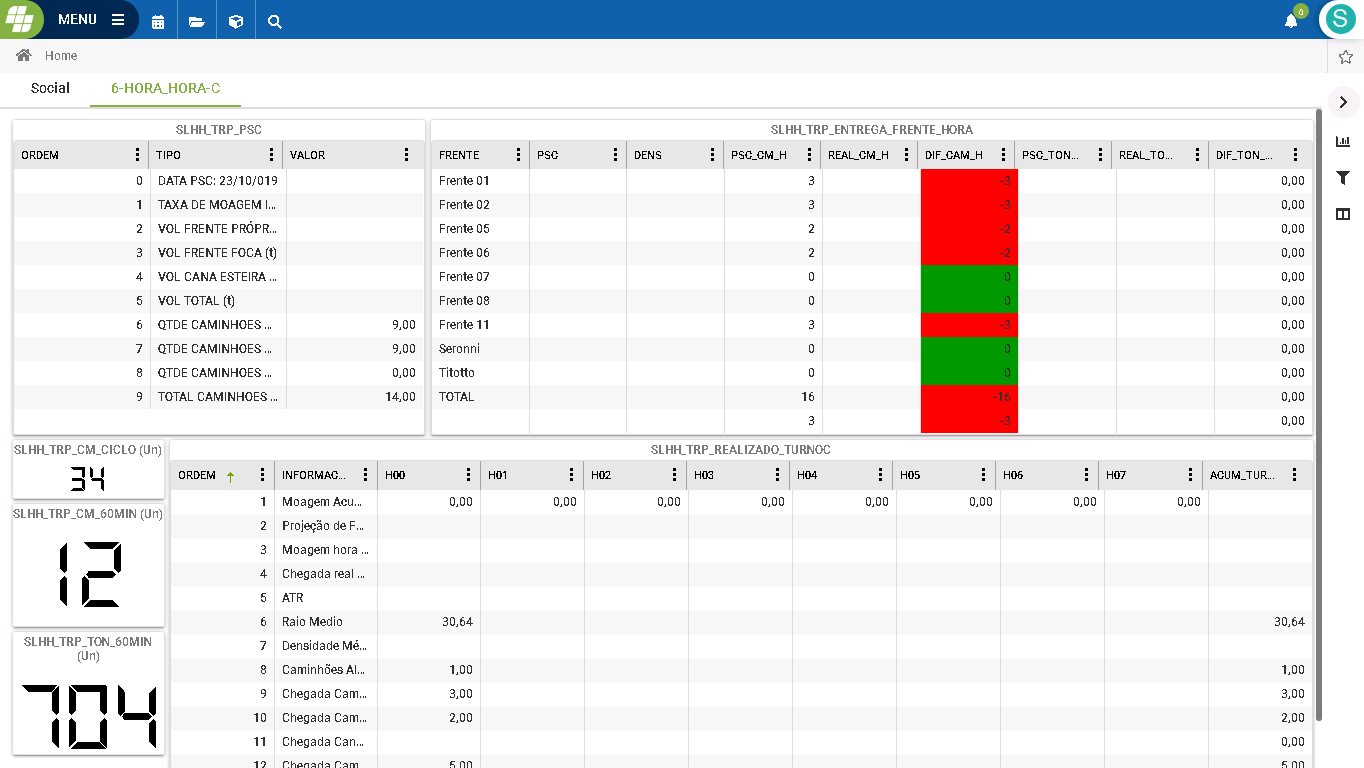 MENU
0
S
Home
Social 6-HORA_HORA-C
SLHH_TRP_PSC
ORDEM TIPO VALOR
0 DATA PSC: 23/10/019
1 TAXA DE MOAGEM I...
2 VOL FRENTE PRÓPR...
3 VOL FRENTE FOCA (t)
4 VOL CANA ESTEIRA ...
5 VOL TOTAL (t)
6 QTDE CAMINHOES ... 9,00
7 QTDE CAMINHOES ... 9,00
8 QTDE CAMINHOES ... 0,00
9 TOTAL CAMINHOES ... 14,00
SLHH_TRP_ENTREGA_FRENTE_HORA
FRENTE PSC DENS PSC_CM_H REAL_CM_H DIF_CAM_H PSC_TON... REAL_TO... DIF_TON_...
Frente 01 3 -3 0,00
Frente 02 3 -3 0,00
Frente 05 2 -2 0,00
Frente 06 2 -2 0,00
Frente 07 0 0 0,00
Frente 08 0 0 0,00
Frente 11 3 -3 0,00
Seronni 0 0 0,00
Titotto 0 0 0,00
TOTAL 16 -16 0,00
3 3 0,00
SLHH_TRP_CM_CICLO (Un)
34
SLHH_TRP_CM_60MIN (Un)
12
SLHH_TRP_TON_60MIN
(Un)
704
SLHH_TRP_REALIZADO_TURNOC
ORDEM INFORMAC... H00 H01 H02 H03 H04 H05 H06 H07 ACUM_TUR...
1 Moagem Acu... 0,00 0,00 0,00 0,00 0,00 0,00 0,00 0,00
2 Projeção de F...
3 Moagem hora ...
4 Chegada real ...
5 ATR
6 Raio Medio 30,64 30,64
7 Densidade Mé...
8 Caminhões Al... 1,00 1,00
9 Chegada Cam... 3,00 3,00
10 Chegada Cam... 2,00 2,00
11 Chegada Can... 0,00
12 Chegada Cam... 5,00 5,00